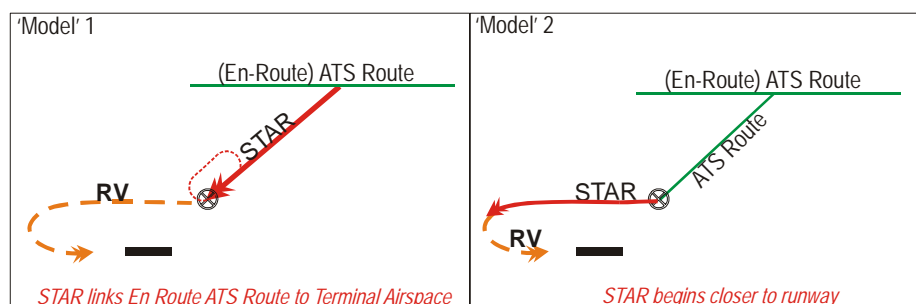 'Model' 1
(En-Route) ATS Route
STAR
RV
STAR links En Route ATS Route to Terminal Airspace
'Model' 2
(En-Route) ATS Route
ATS Route
STAR
RV
STAR begins closer to runway